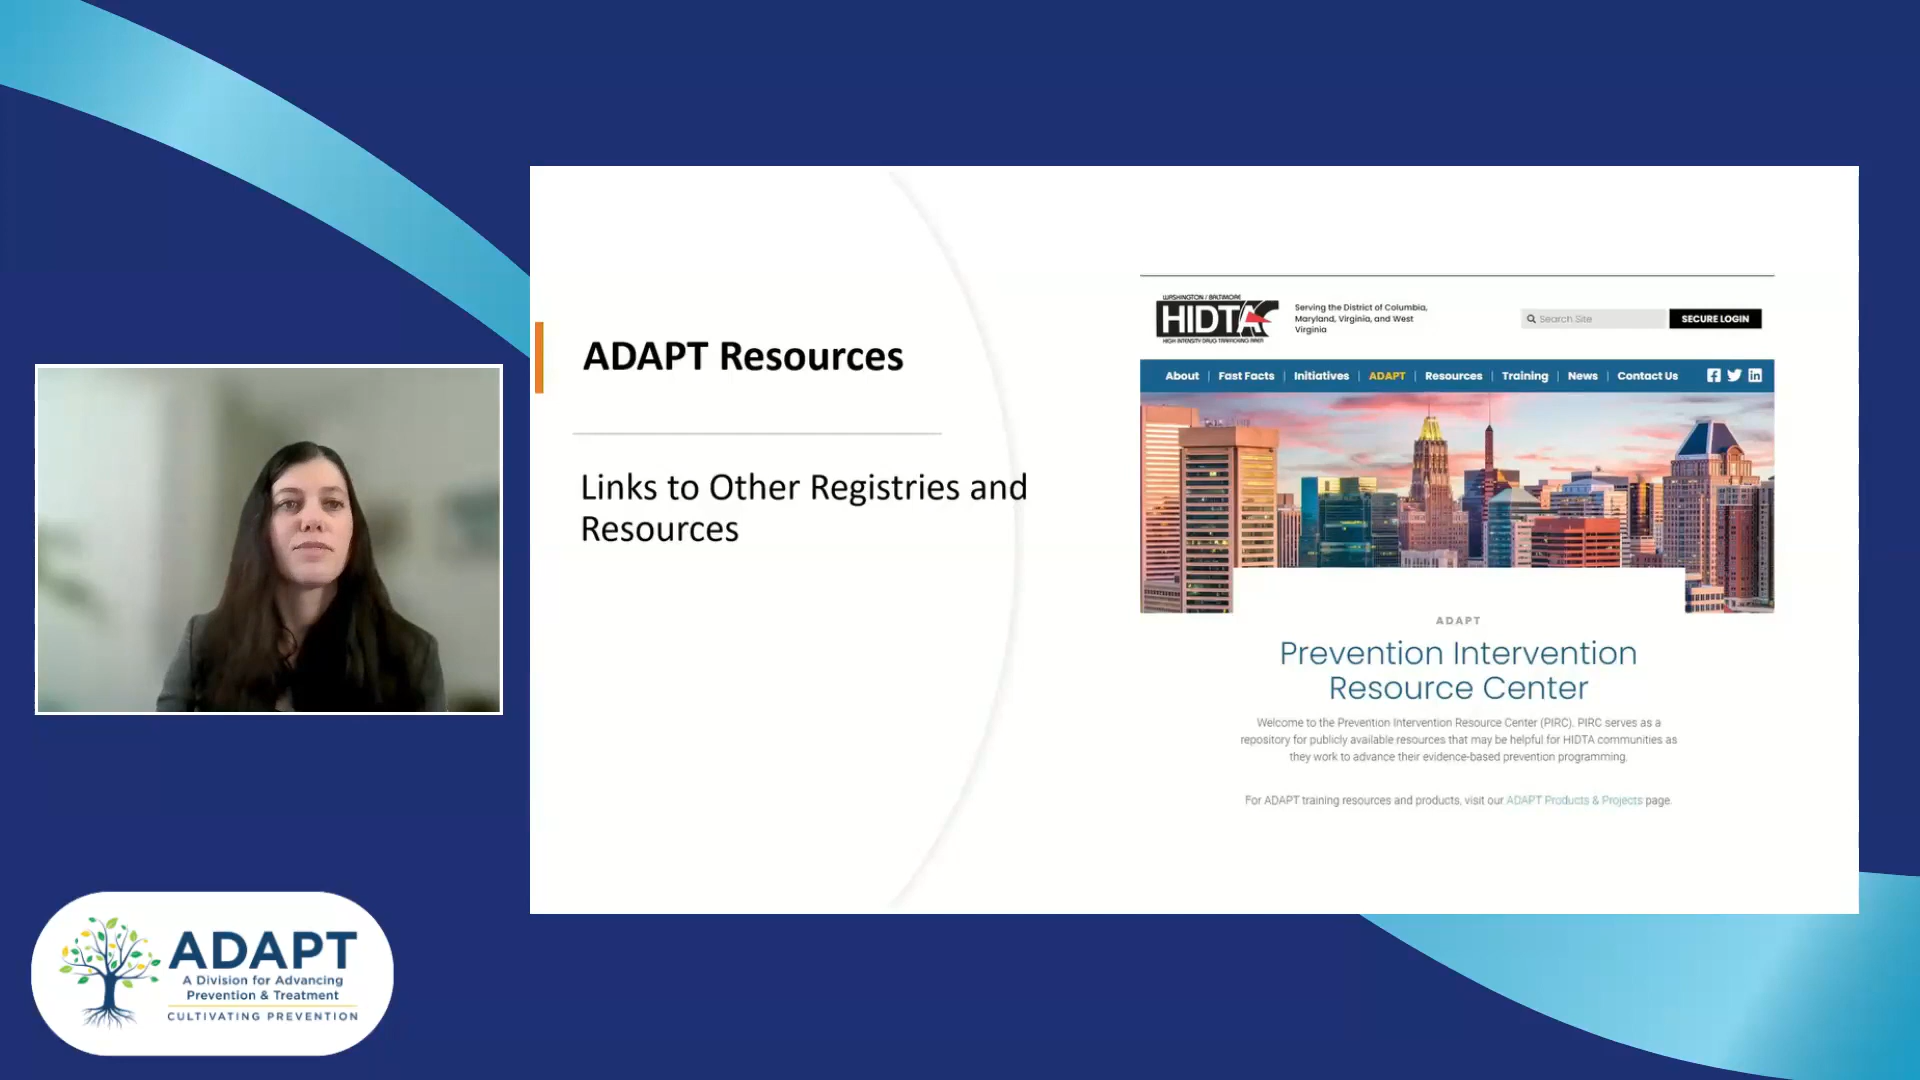 ADAPT Resources
Links to Other Registries and
Resources
WASHINGTON / BALTIMORE
HIDTA
HIGH INTENSITY DRUG TRAFFICKING AREA
Serving the District of Columbia,
Maryland, Virginia, and West
Virginia
Search Site
SECURE LOGIN
About | Fast Facts | Initiatives | ADAPT | Resources | Training | News | Contact Us
ADAPT
Prevention Intervention
Resource Center
Welcome to the Prevention Intervention Resource Center (PIRC). PIRC serves as a
repository for publicly available resources that may be helpful for HIDTA communities as
they work to advance their evidence-based prevention programming.
For ADAPT training resources and products, visit our ADAPT Products & Projects page.
ADAPT
A Division for Advancing
Prevention & Treatment
CULTIVATING PREVENTION